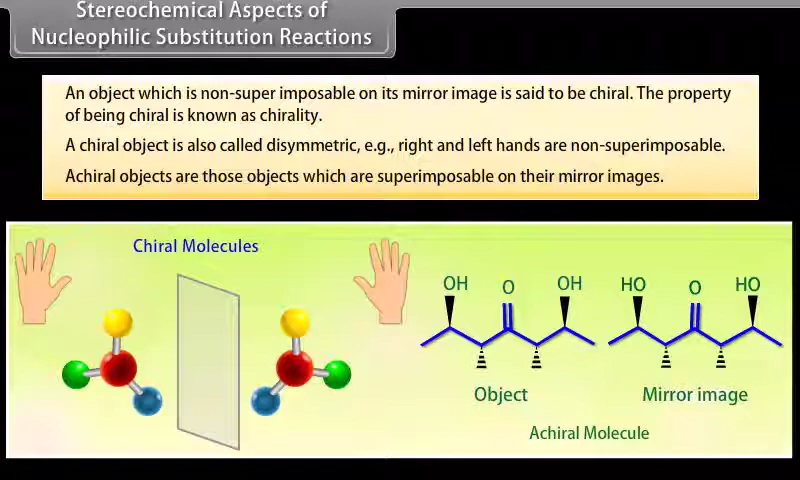 Stereochemical Aspects of
Nucleophilic Substitution Reactions
An object which is non-super imposable on its mirror image is said to be chiral. The property
of being chiral is known as chirality.
A chiral object is also called disymmetric, e.g., right and left hands are non-superimposable.
Achiral objects are those objects which are superimposable on their mirror images.
Chiral Molecules
OH O OH HO O HO
Object Mirror image
Achiral Molecule